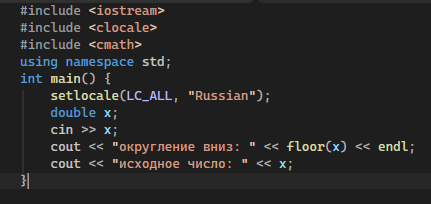 #include <iostream>
#include <clocale>
#include <cmath>
using namespace std;
int main() {
    setlocale(LC_ALL, "Russian");
    double x;
    cin >> x;
    cout << "округление вниз: " << floor(x) << endl;
    cout << "исходное число: " << x;
}